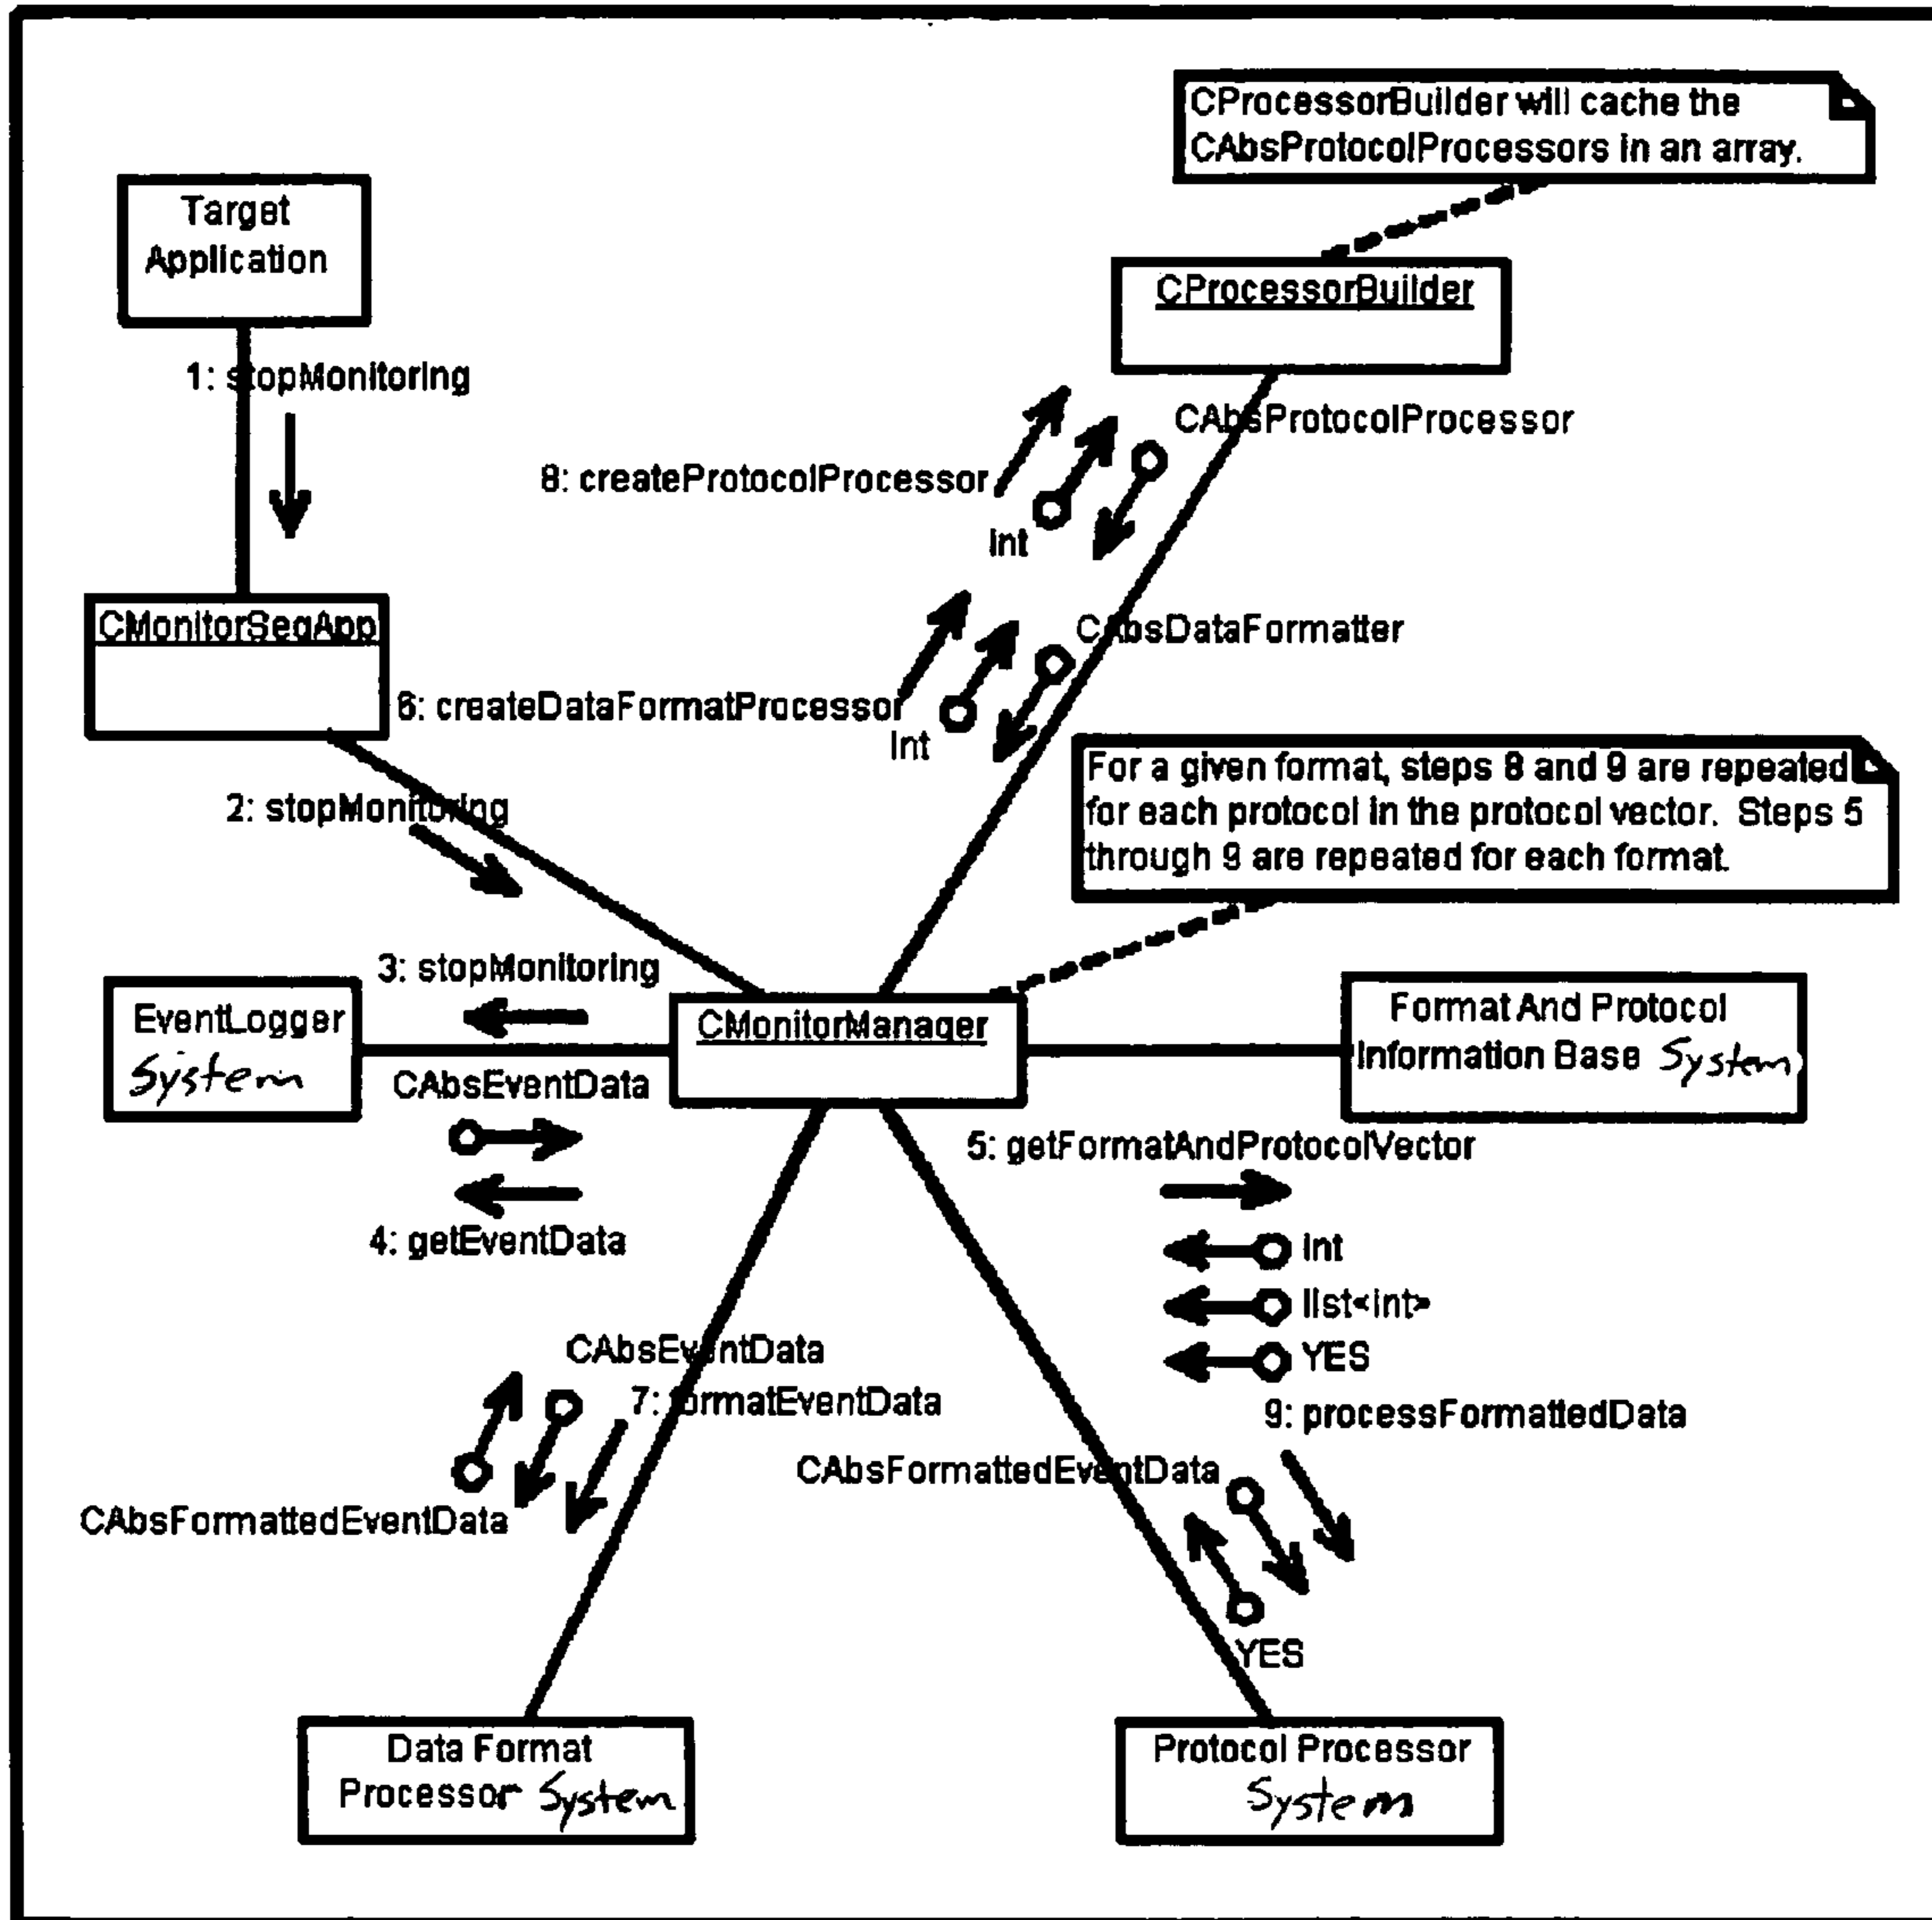 CProcessorBuilder will cache the
CAbsProtocolProcessors in an array.
Target
Application
CProcessorBuilder
1: stopMonitoring
CAbsProtocolProcessor
8: createProtocolProcessor
Int
CMonitorSeqApp
CAbsDataFormatter
6: createDataFormatProcessor
Int
For a given format, steps 8 and 9 are repeated
for each protocol in the protocol vector. Steps 5
through 9 are repeated for each format.
2: stopMonitoring
3: stopMonitoring
EventLogger
System
CMonitorManager
Format And Protocol
Information Base System
CAbsEventData
4: getEventData
5: getFormatAndProtocolVector
Int
list<int>
YES
CAbsEventData
7: formatEventData
CAbsFormattedEventData
9: processFormattedData
CAbsFormattedEventData
YES
Data Format
Processor System
Protocol Processor
System